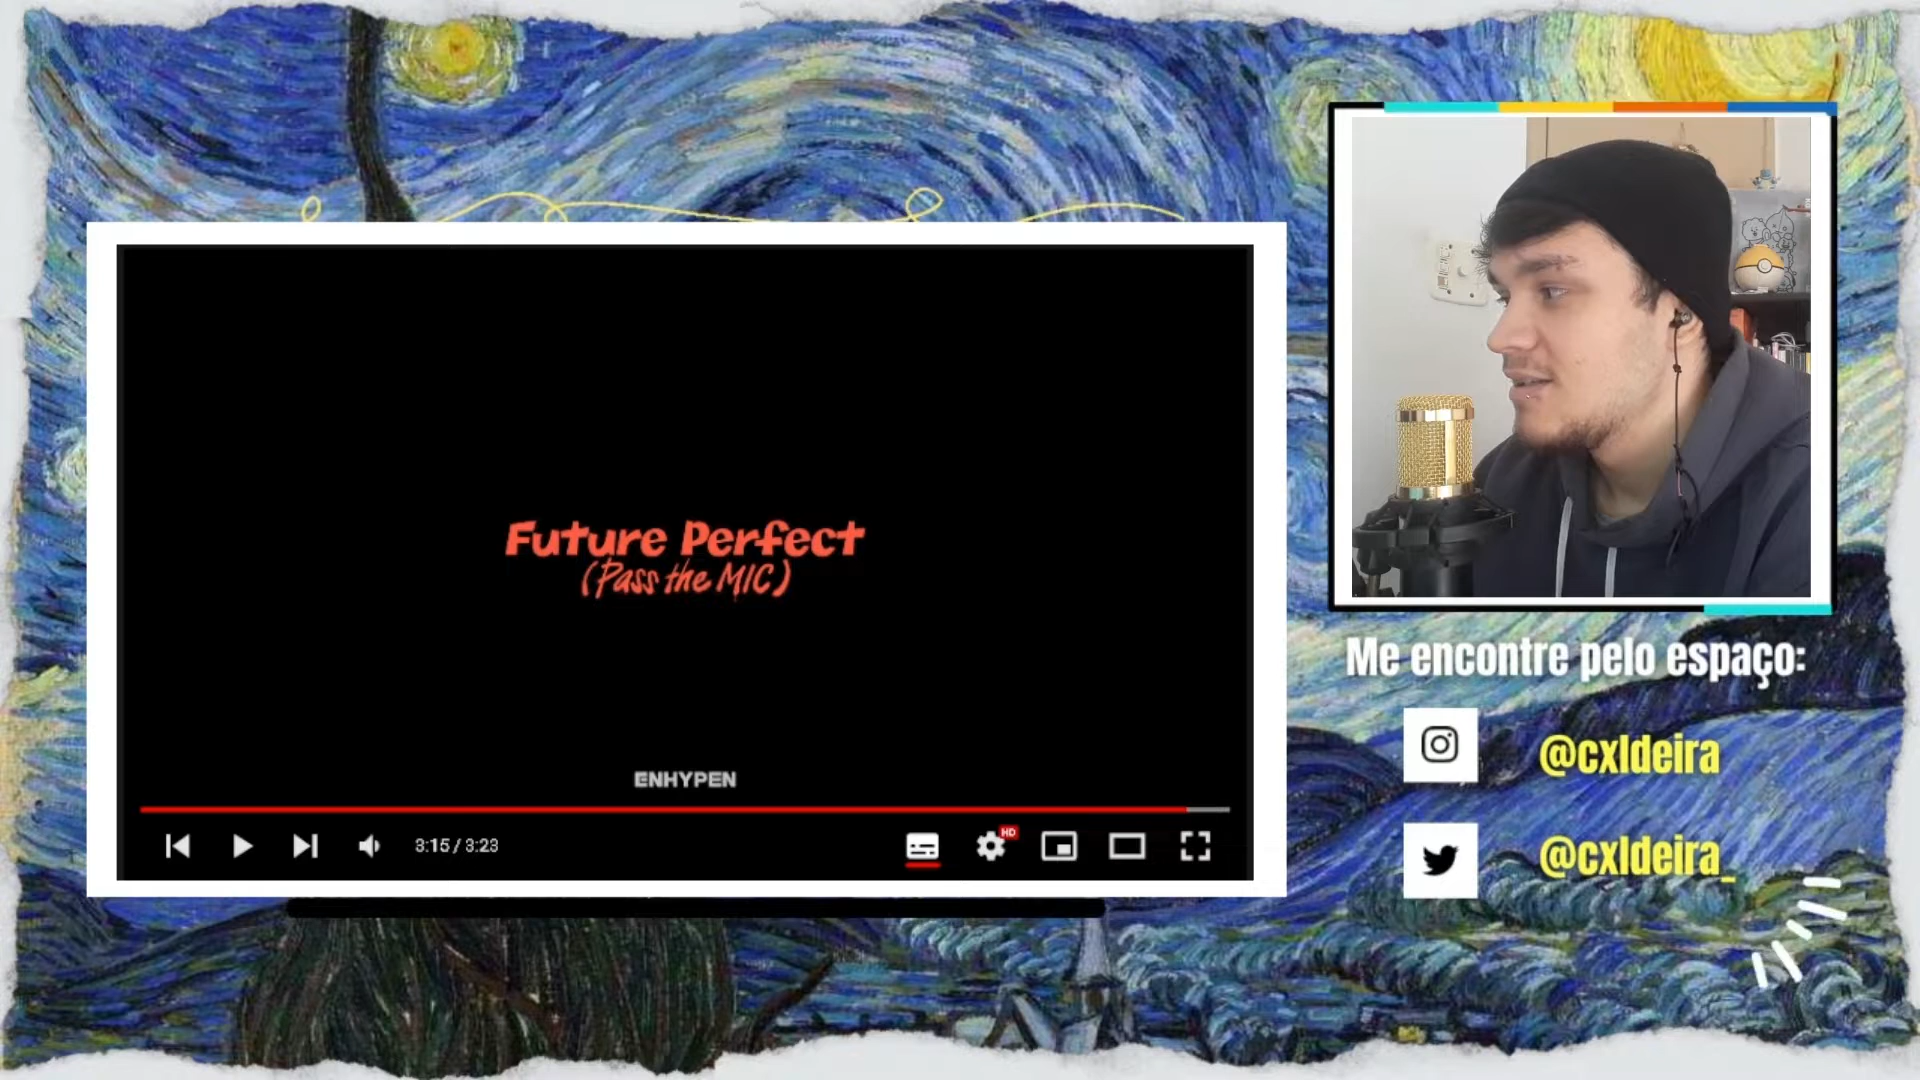 Future Perfect
(Pass the MIC)
ENHYPEN
3:15 / 3:23
HD
Me encontre pelo espaço:
@cxldeira
@cxldeira_